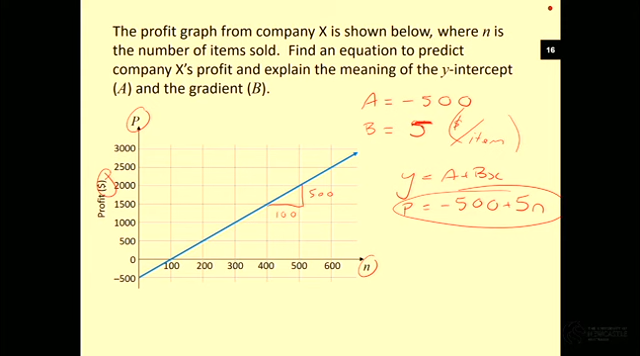 The profit graph from company X is shown below, where n is
the number of items sold. Find an equation to predict
company X's profit and explain the meaning of the y-intercept
(A) and the gradient (B).
16
A = -500
B = 5 ($/item)
y = A+Bx
P = -500+5n
P
Profit ($)
3000
2500
2000
1500
1000
500
0
-500
500
100
100 200 300 400 500 600 n